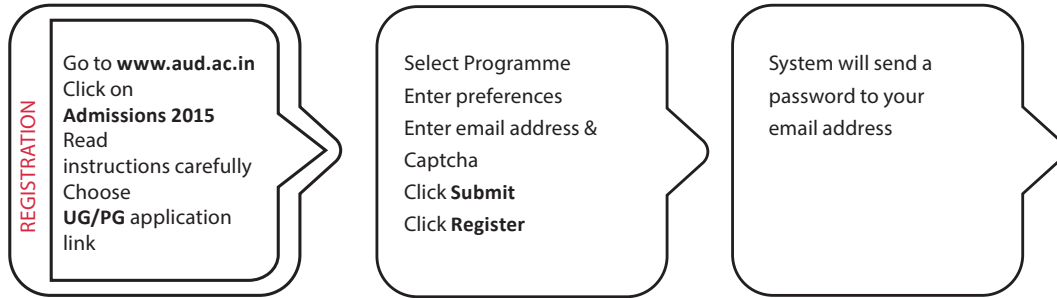 REGISTRATION
Go to www.aud.ac.in
Click on
Admissions 2015
Read
instructions carefully
Choose
UG/PG application
link
Select Programme
Enter preferences
Enter email address &
Captcha
Click Submit
Click Register
System will send a
password to your
email address